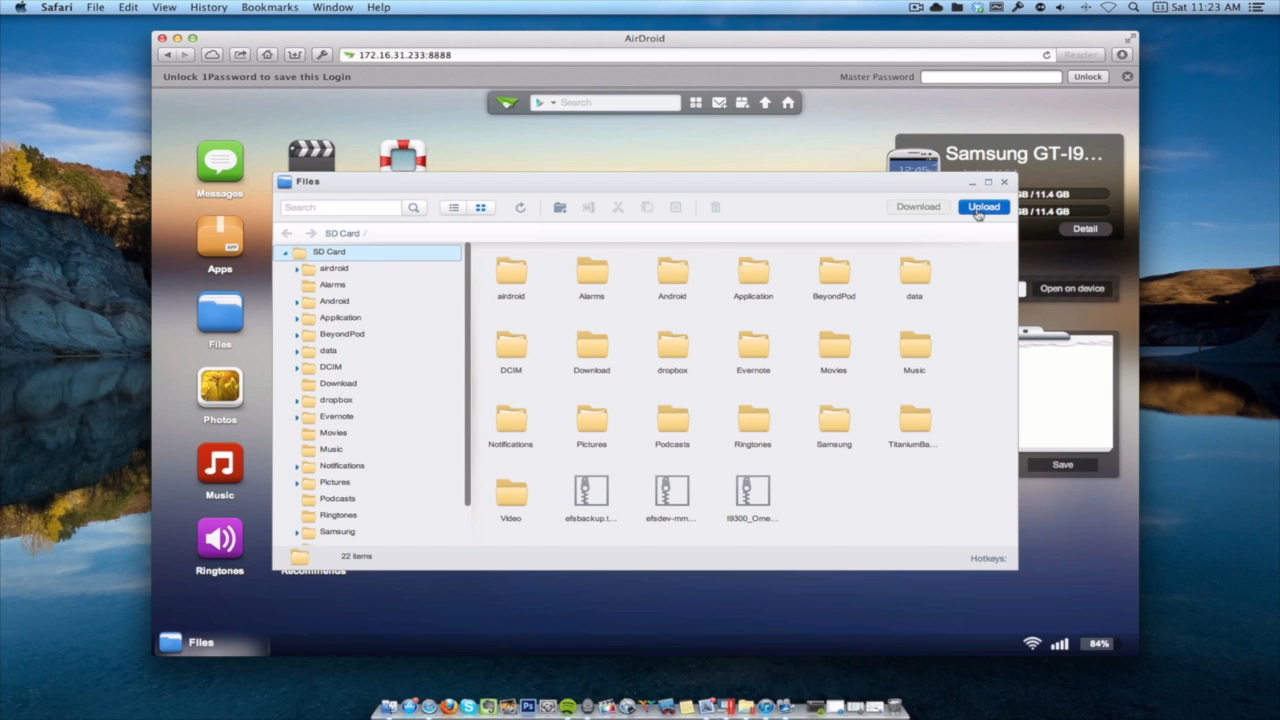 Safari File Edit View History Bookmarks Window Help
11 Sat 11:23 AM
AirDroid
172.16.31.233:8888
Reader
Unlock 1Password to save this Login
Master Password
Unlock
Search
Messages
Apps
Files
Photos
Music
Ringtones
Samsung GT-I9...
GB / 11.4 GB
GB / 11.4 GB
Detail
Open on device
Save
Files
Search
Download
Upload
SD Card /
SD Card
airdroid
Alarms
Android
Application
BeyondPod
data
DCIM
Download
dropbox
Evernote
Movies
Music
Notifications
Pictures
Podcasts
Ringtones
Samsung
airdroid Alarms Android Application BeyondPod data
DCIM Download dropbox Evernote Movies Music
Notifications Pictures Podcasts Ringtones Samsung TitaniumBa...
Video efsbackup.t... efsdev-mm... I9300_Ome...
22 items
Hotkeys:
Recommends
Files
84%